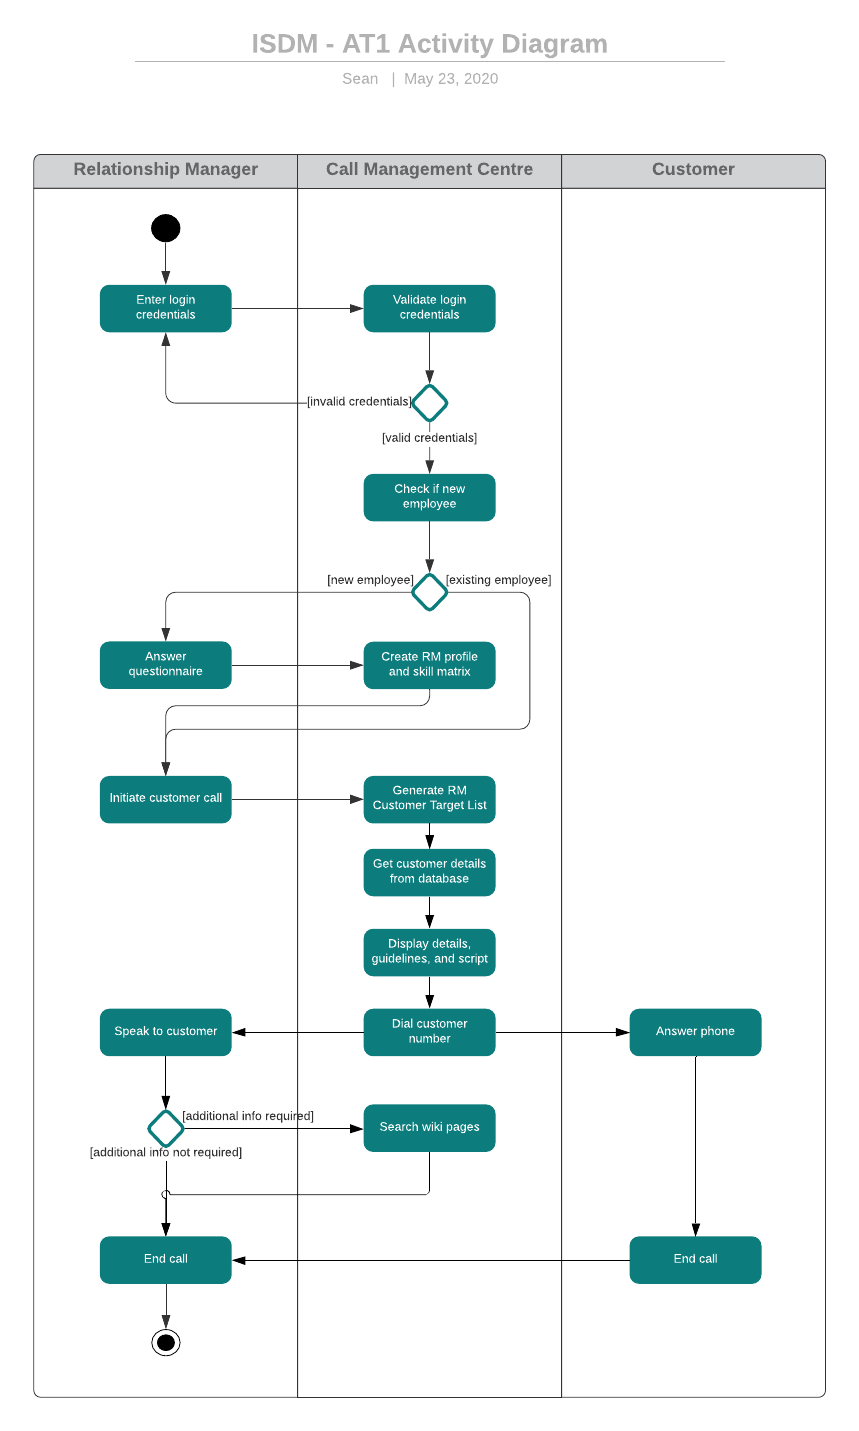 ISDM - AT1 Activity Diagram
Sean | May 23, 2020
Relationship Manager
Call Management Centre
Customer
Enter login
credentials
Validate login
credentials
[invalid credentials]
[valid credentials]
Check if new
employee
[new employee]
[existing employee]
Answer
questionnaire
Create RM profile
and skill matrix
Initiate customer call
Generate RM
Customer Target List
Get customer details
from database
Display details,
guidelines, and script
Speak to customer
Dial customer
number
Answer phone
[additional info required]
Search wiki pages
[additional info not required]
End call
End call